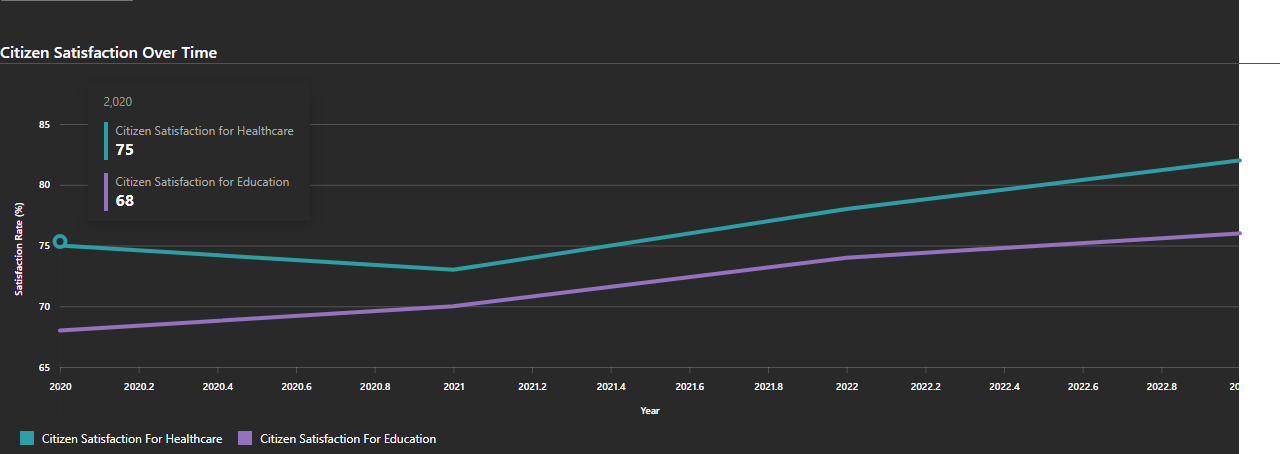 Citizen Satisfaction Over Time
2,020
Citizen Satisfaction for Healthcare
75
Citizen Satisfaction for Education
68
85
80
75
70
65
Satisfaction Rate (%)
2020 2020.2 2020.4 2020.6 2020.8 2021 2021.2 2021.4 2021.6 2021.8 2022 2022.2 2022.4 2022.6 2022.8 20
Year
Citizen Satisfaction For Healthcare Citizen Satisfaction For Education